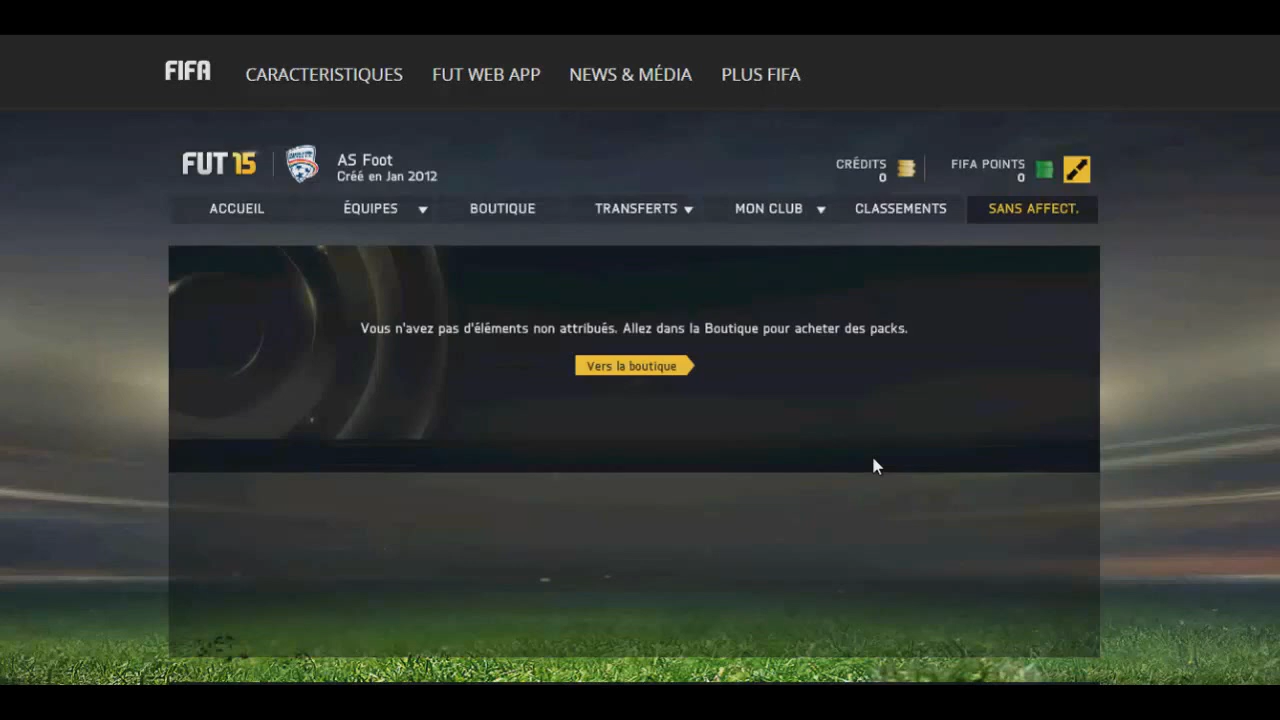 FIFA CARACTERISTIQUES FUT WEB APP NEWS & MÉDIA PLUS FIFA
FUT 15
AS Foot
Créé en Jan 2012
CRÉDITS
0
FIFA POINTS
0
ACCUEIL ÉQUIPES BOUTIQUE TRANSFERTS MON CLUB CLASSEMENTS SANS AFFECT.
Vous n'avez pas d'éléments non attribués. Allez dans la Boutique pour acheter des packs.
Vers la boutique